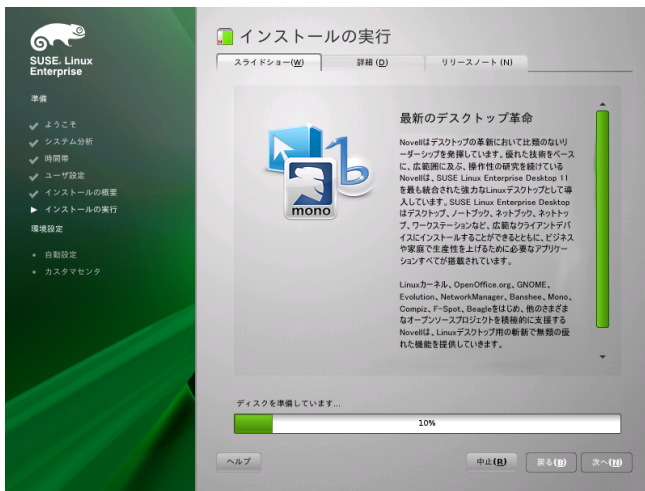 SUSE. Linux
Enterprise
準備
ようこそ
システム分析
時間帯
ユーザ設定
インストールの概要
インストールの実行
環境設定
自動設定
カスタマセンタ
インストールの実行
スライドショー(W)
詳細 (D)
リリースノート (N)
mono
最新のデスクトップ革命
Novellはデスクトップの革新において比類のないリ
ーダーシップを発揮しています。優れた技術をベース
に、広範囲に及ぶ、操作性の研究を続けている
Novellは、SUSE Linux Enterprise Desktop 11
を最も統合された強力なLinuxデスクトップとして導
入しています。SUSE Linux Enterprise Desktop
はデスクトップ、ノートブック、ネットブック、ネットトッ
プ、ワークステーションなど、広範なクライアントデバ
イスにインストールすることができるとともに、ビジネス
や家庭で生産性を上げるために必要なアプリケー
ションすべてが搭載されています。
Linuxカーネル、OpenOffice.org、GNOME、
Evolution、NetworkManager、Banshee、Mono、
Compiz、F-Spot、Beagleをはじめ、他のさまざま
なオープンソースプロジェクトを積極的に支援する
Novellは、Linuxデスクトップ用の斬新で無類の優
れた機能を提供していきます。
ディスクを準備しています...
10%
ヘルプ
中止(R)
戻る(B)
次へ(N)